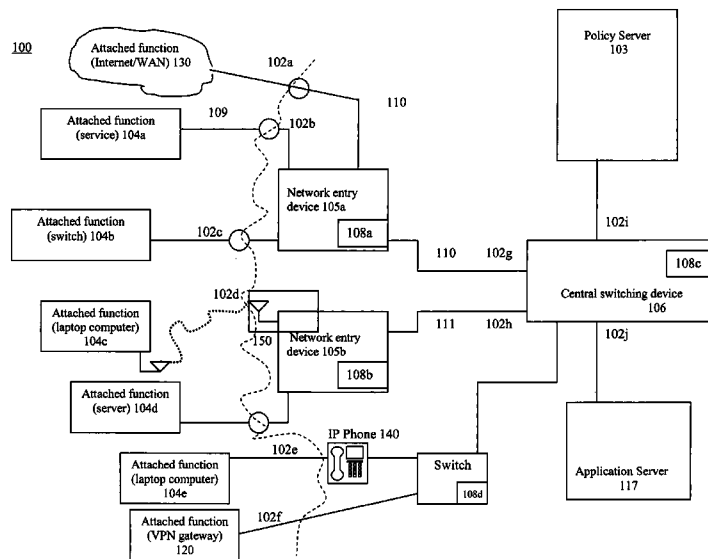 100
Attached function
(Internet/WAN) 130
102a
Policy Server
103
109
110
Attached function
(service) 104a
102b
Network entry
device 105a
108a
102i
Attached function
(switch) 104b
102c
110
102g
108c
Central switching device
106
102d
Attached function
(laptop computer)
104c
150
Network entry
device 105b
108b
111
102h
102j
Attached function
(server) 104d
IP Phone 140
102e
Switch
108d
Application Server
117
Attached function
(laptop computer)
104e
102f
Attached function
(VPN gateway)
120